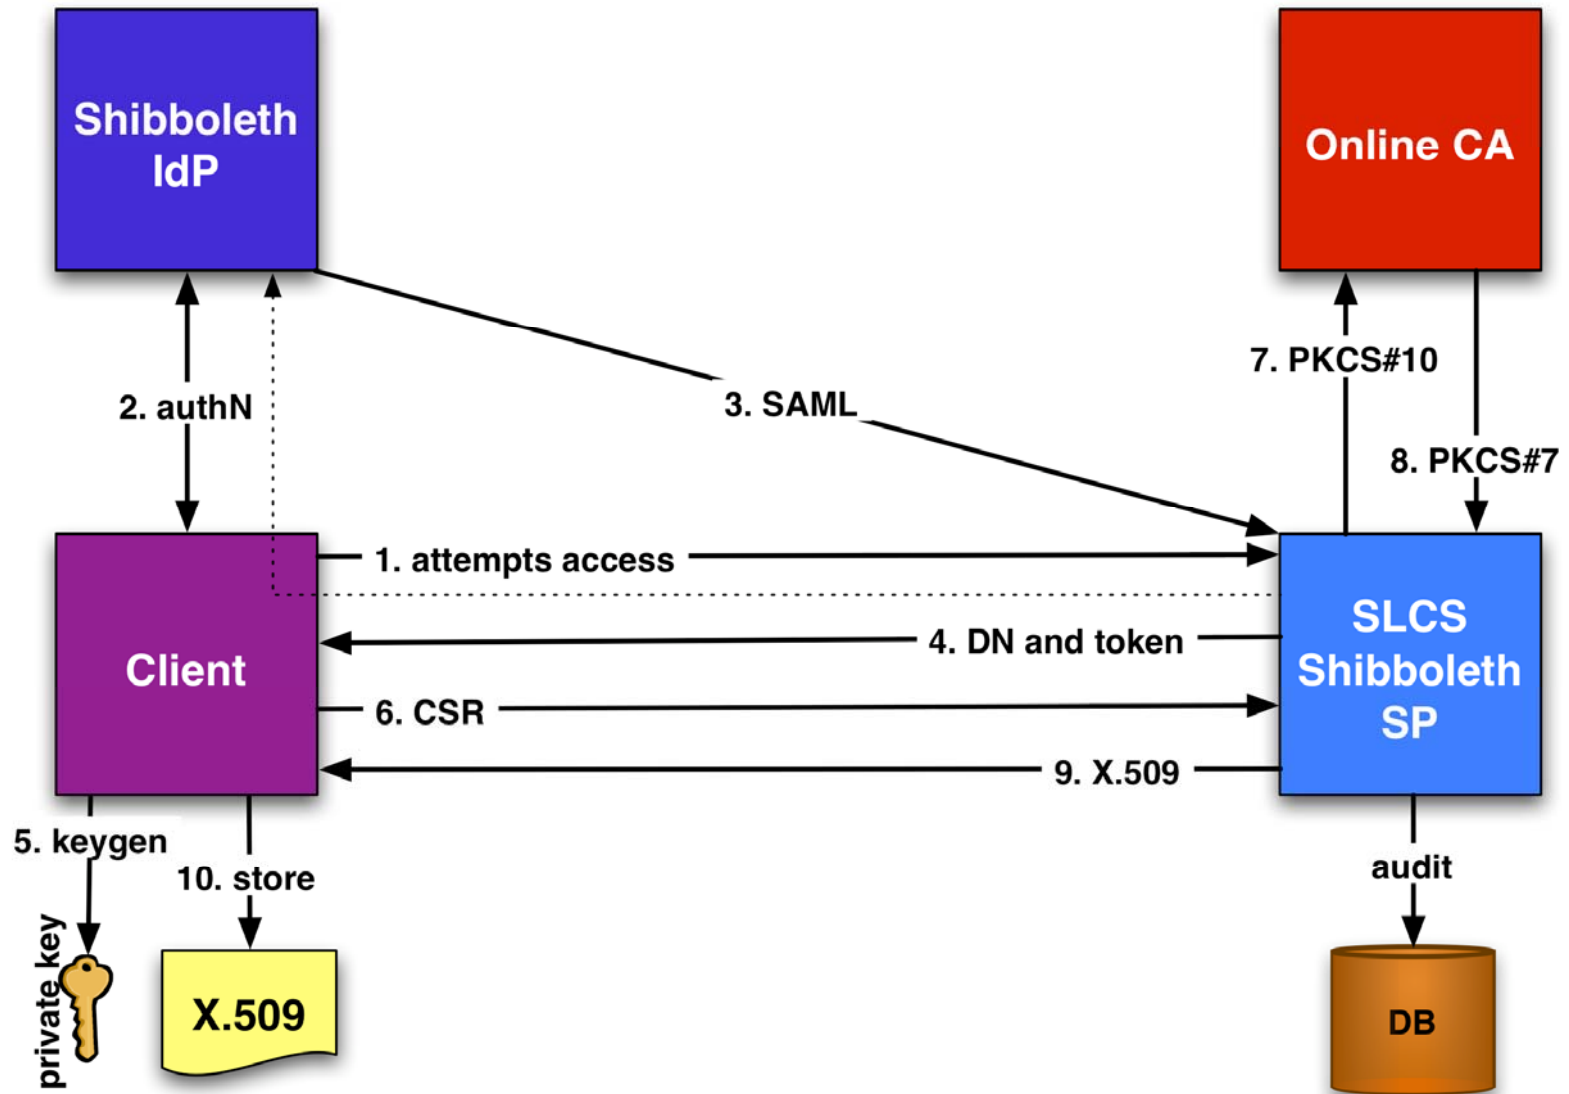 Shibboleth
IdP
Online CA
2. authN
3. SAML
7. PKCS#10
8. PKCS#7
1. attempts access
4. DN and token
6. CSR
9. X.509
Client
SLCS
Shibboleth
SP
5. keygen
10. store
audit
private key
X.509
DB